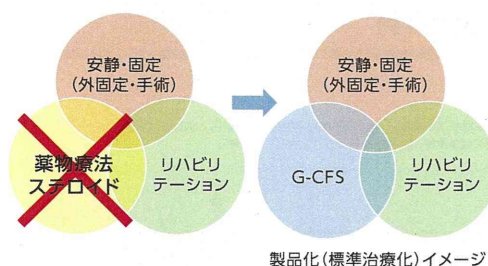 安静・固定
(外固定・手術)
薬物療法
ステロイド
リハビリ
テーション
安静・固定
(外固定・手術)
G-CFS
リハビリ
テーション
製品化(標準治療化)イメージ